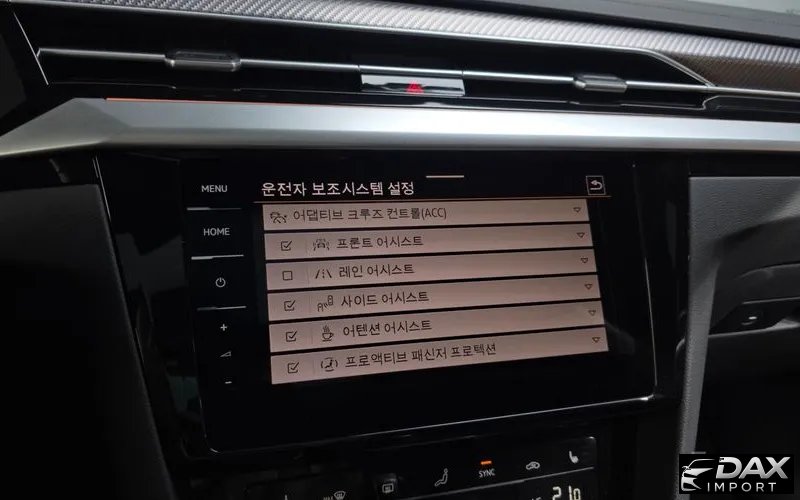 MENU
운전자 보조시스템 설정
어댑티브 크루즈 컨트롤(ACC)
HOME
프론트 어시스트
레인 어시스트
사이드 어시스트
어텐션 어시스트
프로액티브 패신저 프로텍션
SYNC
21.0
DAX
IMPORT